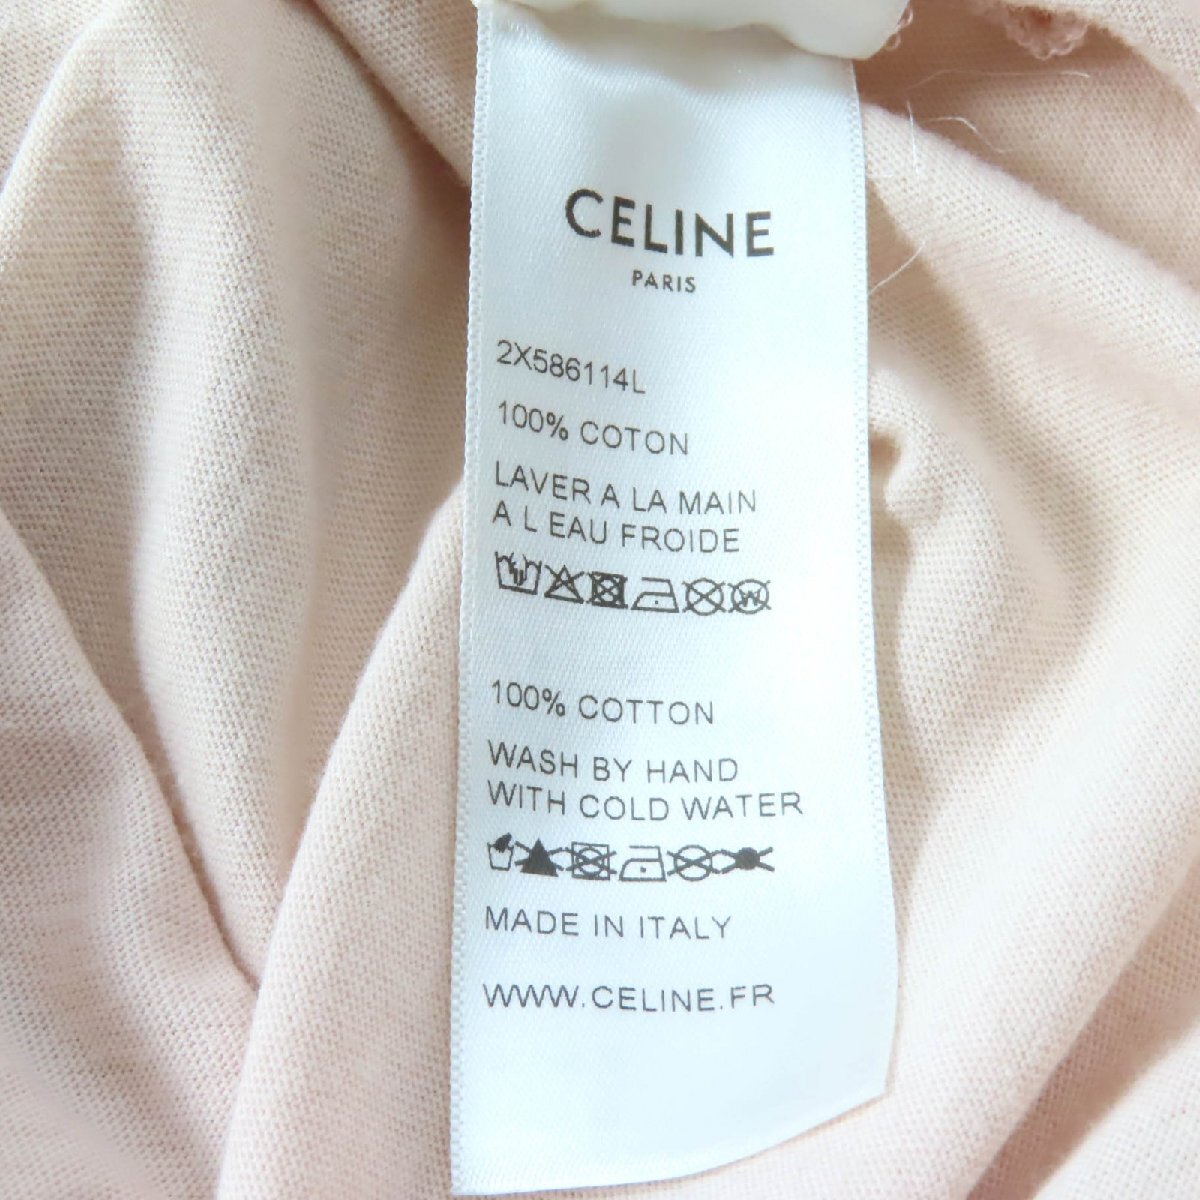 CELINE
PARIS
2X586114L
100% COTON
LAVER A LA MAIN
A L EAU FROIDE
W
100% COTTON
WASH BY HAND
WITH COLD WATER
MADE IN ITALY
WWW.CELINE.FR